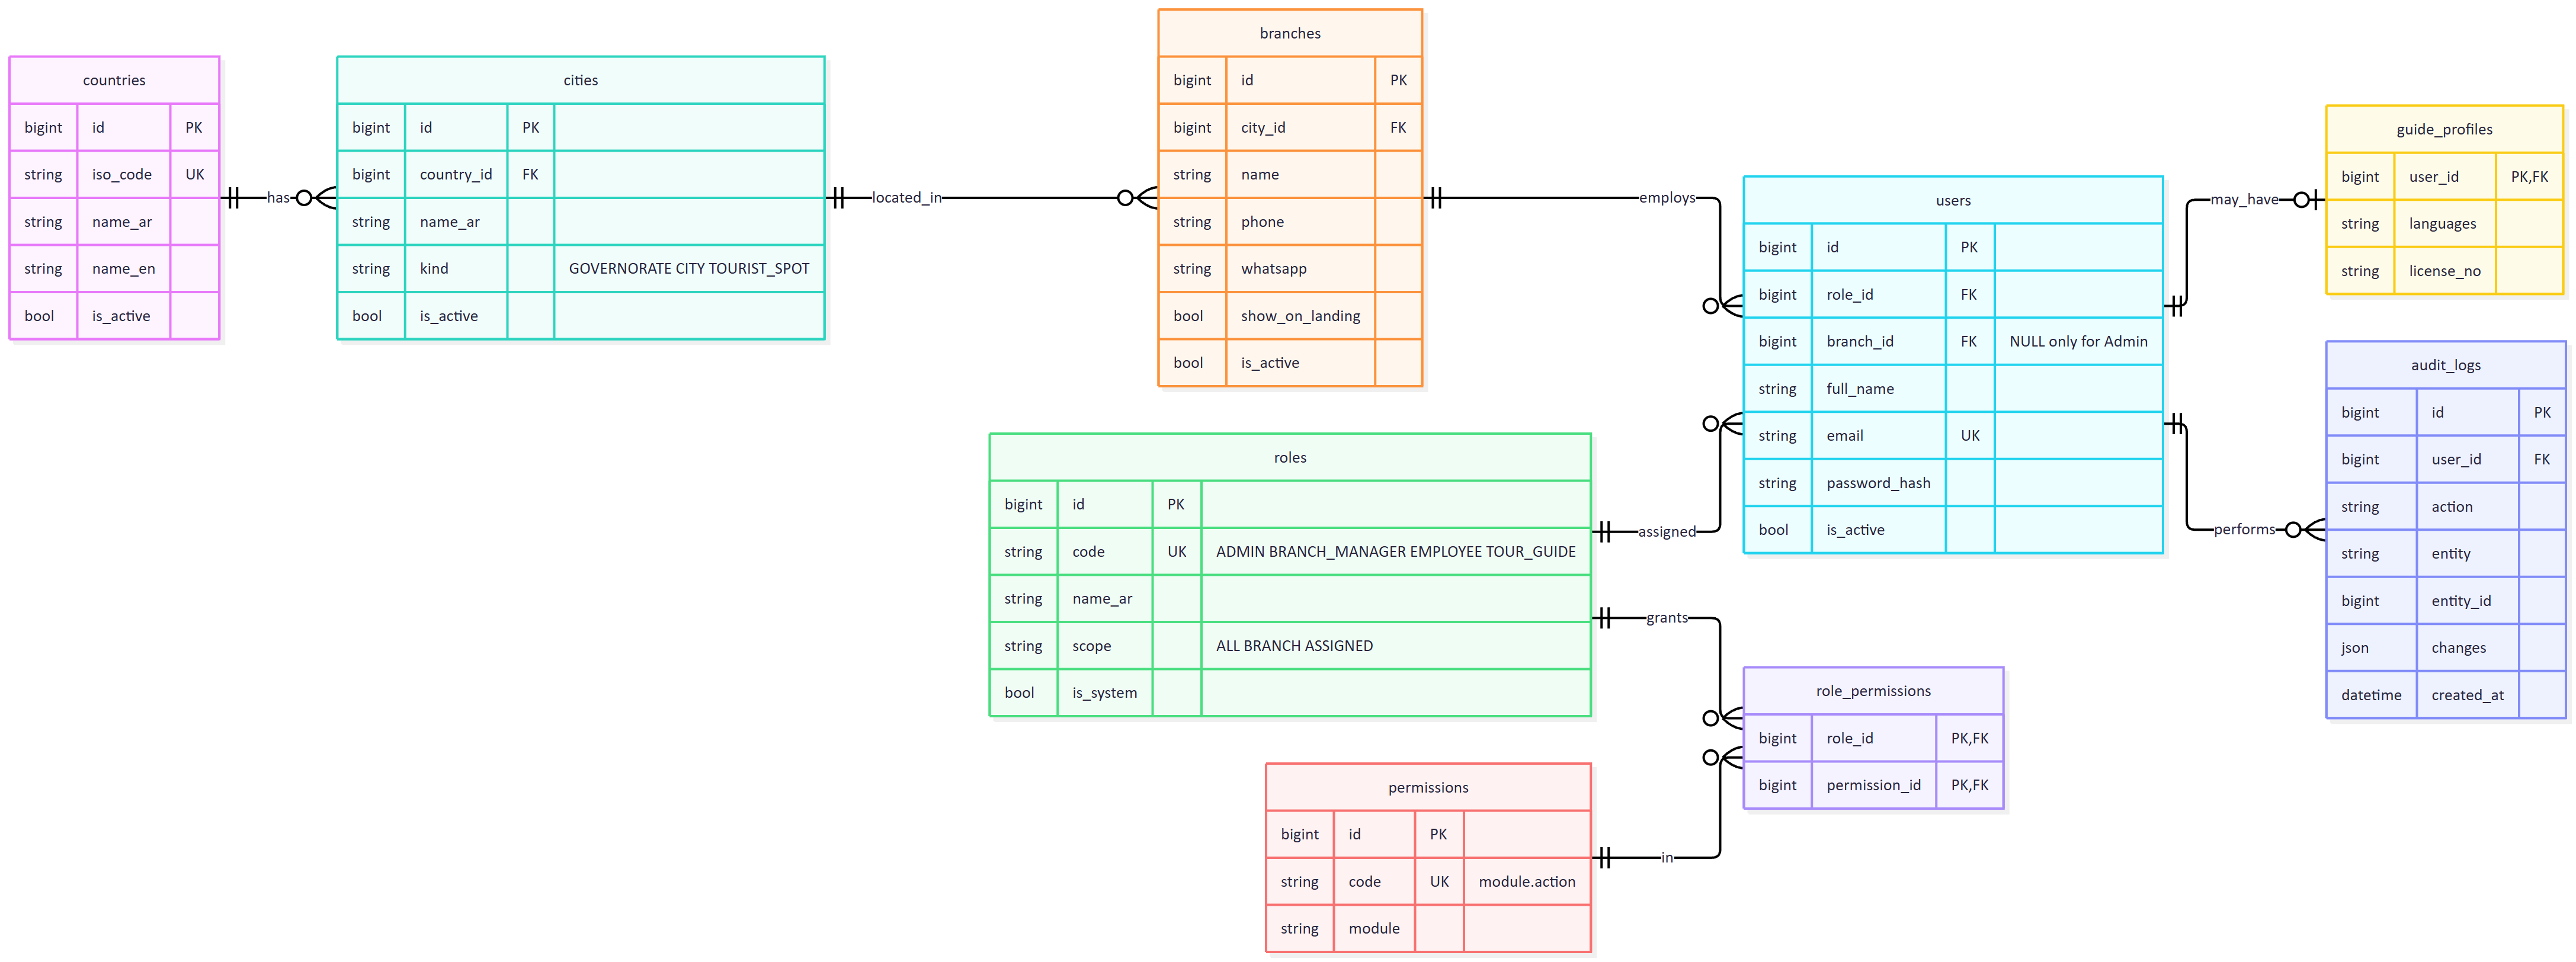 countries
bigint id PK
string iso_code UK
string name_ar
string name_en
bool is_active
has
cities
bigint id PK
bigint country_id FK
string name_ar
string kind GOVERNORATE CITY TOURIST_SPOT
bool is_active
located_in
branches
bigint id PK
bigint city_id FK
string name
string phone
string whatsapp
bool show_on_landing
bool is_active
employs
users
bigint id PK
bigint role_id FK
bigint branch_id FK NULL only for Admin
string full_name
string email UK
string password_hash
bool is_active
may_have
guide_profiles
bigint user_id PK,FK
string languages
string license_no
performs
audit_logs
bigint id PK
bigint user_id FK
string action
string entity
bigint entity_id
json changes
datetime created_at
roles
bigint id PK
string code UK ADMIN BRANCH_MANAGER EMPLOYEE TOUR_GUIDE
string name_ar
string scope ALL BRANCH ASSIGNED
bool is_system
assigned
grants
role_permissions
bigint role_id PK,FK
bigint permission_id PK,FK
permissions
bigint id PK
string code UK module.action
string module
in